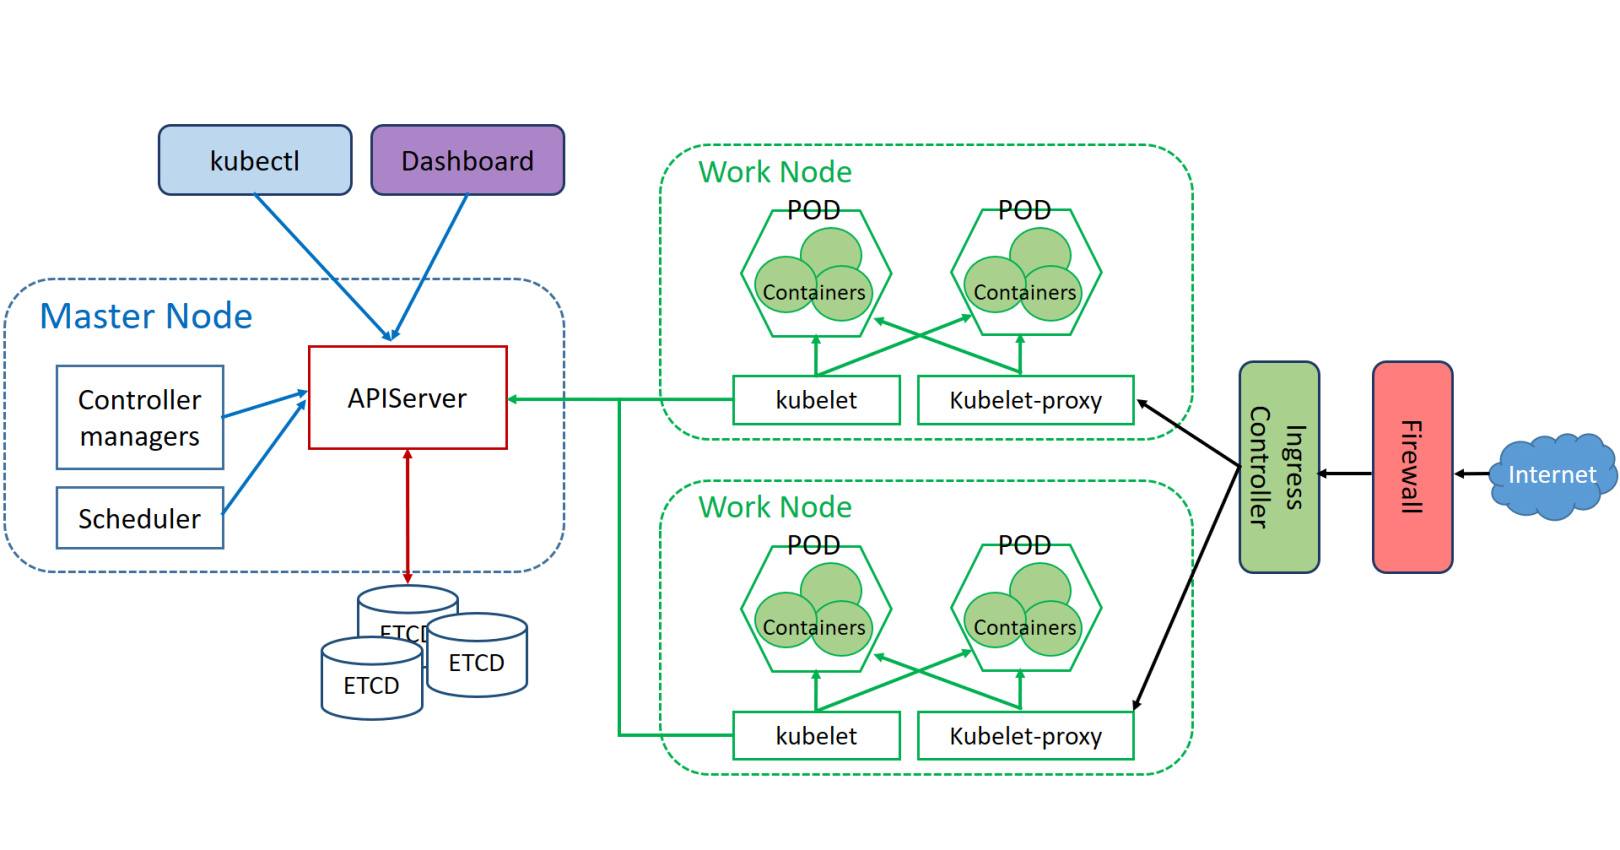 kubectl
Dashboard
Master Node
Controller
managers
Scheduler
APIServer
ETCD
ETCD
ETCD
Work Node
POD
POD
Containers
Containers
kubelet
Kubelet-proxy
Work Node
POD
POD
Containers
Containers
kubelet
Kubelet-proxy
Ingress
Controller
Firewall
Internet